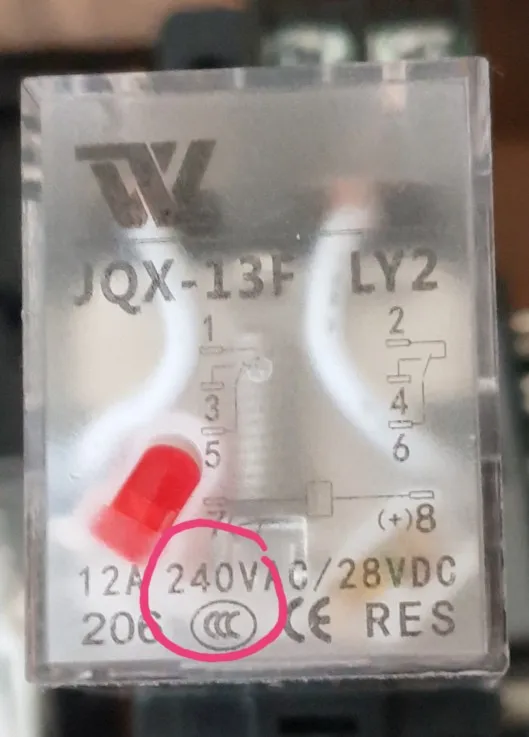 JQX-13F LY2
1 2
3 4
5 6
7 (+)8
12A 240VAC/28VDC
206 CCC CE RES